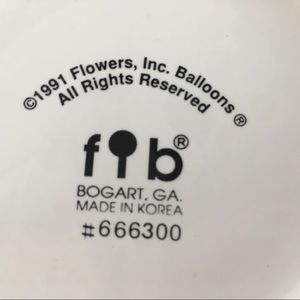 ©1991 Flowers, Inc. Balloons ®
All Rights Reserved
fib®
BOGART, GA.
MADE IN KOREA
#666300